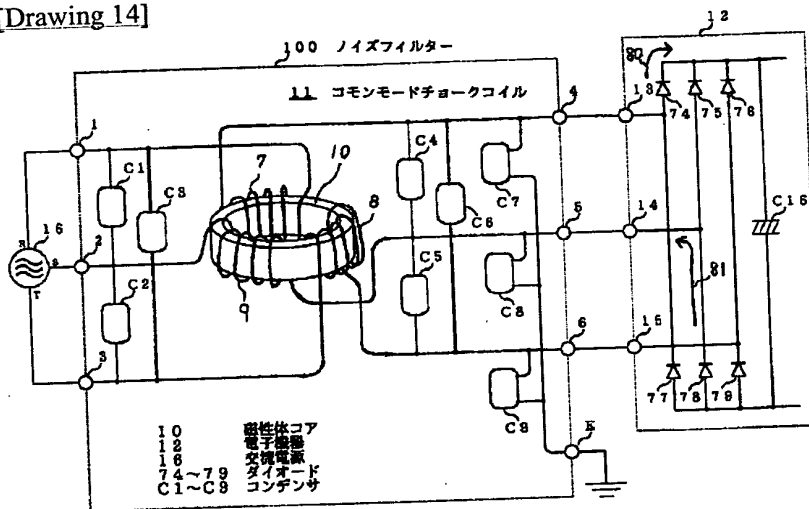 [Drawing 14]
100 ノイズフィルター
12
11 コモンモードチョークコイル
80
4
13
74
75
76
1
C1
C3
7
10
C4
C7
8
C6
5
14
C16
R
16
S
T
2
C2
9
C5
C8
81
6
15
3
C9
77
78
79
E
10 磁性体コア
12 電子機器
16 交流電源
74～79 ダイオード
C1～C9 コンデンサ